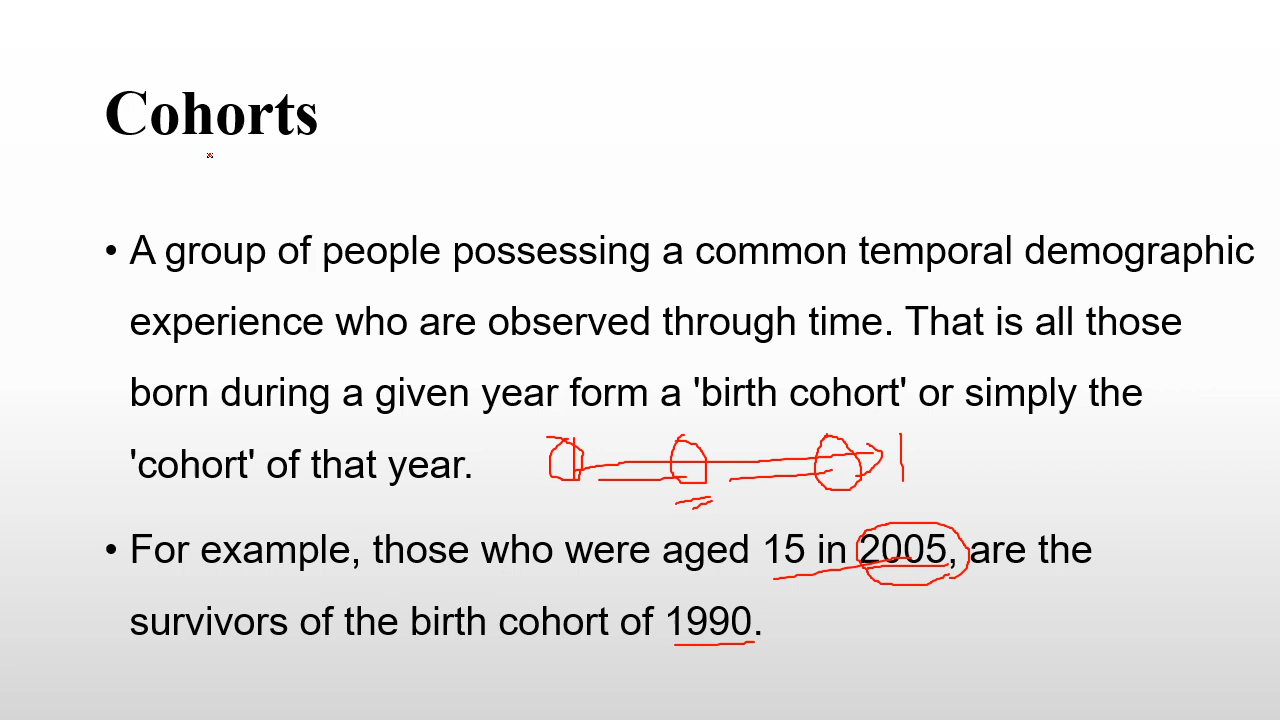 Cohorts
• A group of people possessing a common temporal demographic
experience who are observed through time. That is all those
born during a given year form a 'birth cohort' or simply the
'cohort' of that year.
• For example, those who were aged 15 in 2005, are the
survivors of the birth cohort of 1990.